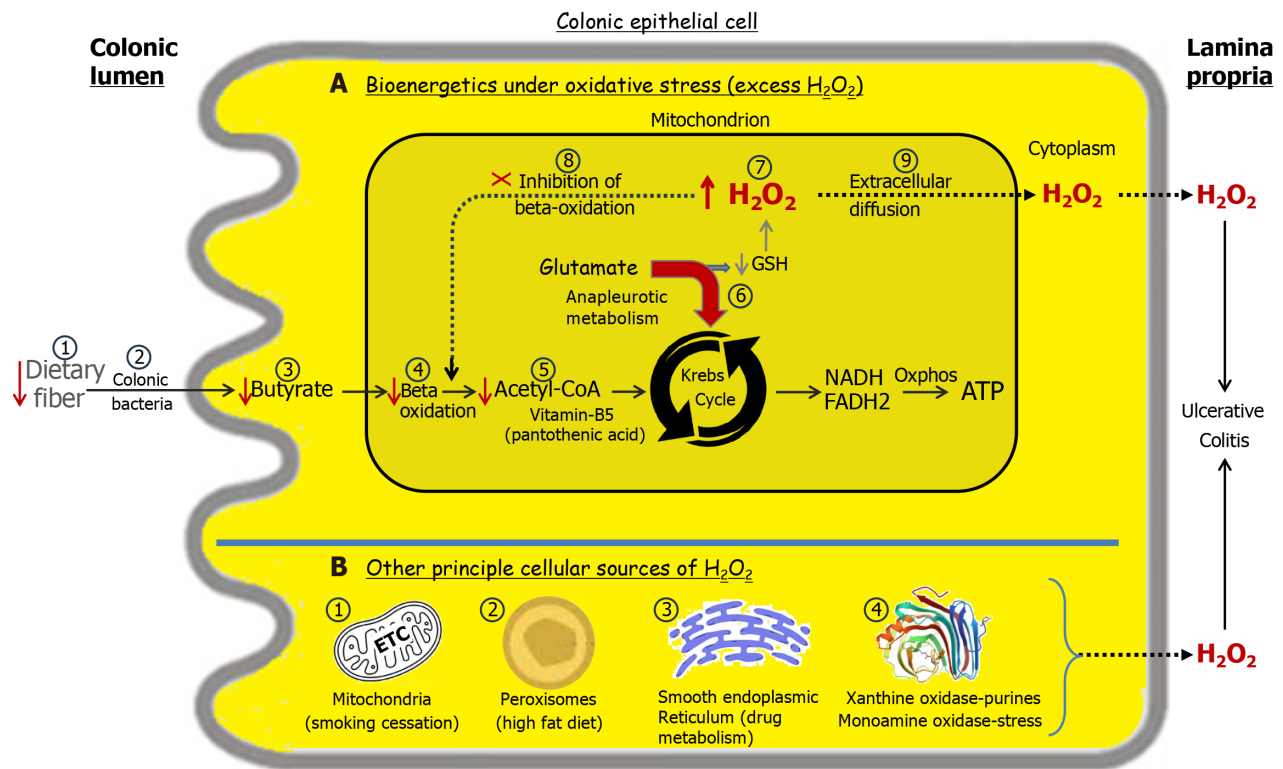 Colonic epithelial cell
Colonic
lumen
Lamina
propria
A Bioenergetics under oxidative stress (excess H₂O₂)
Mitochondrion
Cytoplasm
8
Inhibition of
beta-oxidation
7
H₂O₂
9
Extracellular
diffusion
H₂O₂
H₂O₂
Glutamate
GSH
6
Anapleurotic
metabolism
1
Dietary
fiber
2
Colonic
bacteria
3
Butyrate
4
Beta
oxidation
5
Acetyl-CoA
Vitamin-B5
(pantothenic acid)
Krebs
Cycle
NADH
FADH2
Oxphos
ATP
Ulcerative
Colitis
B Other principle cellular sources of H₂O₂
1
ETC
Mitochondria
(smoking cessation)
2
Peroxisomes
(high fat diet)
3
Smooth endoplasmic
Reticulum (drug
metabolism)
4
Xanthine oxidase-purines
Monoamine oxidase-stress
H₂O₂